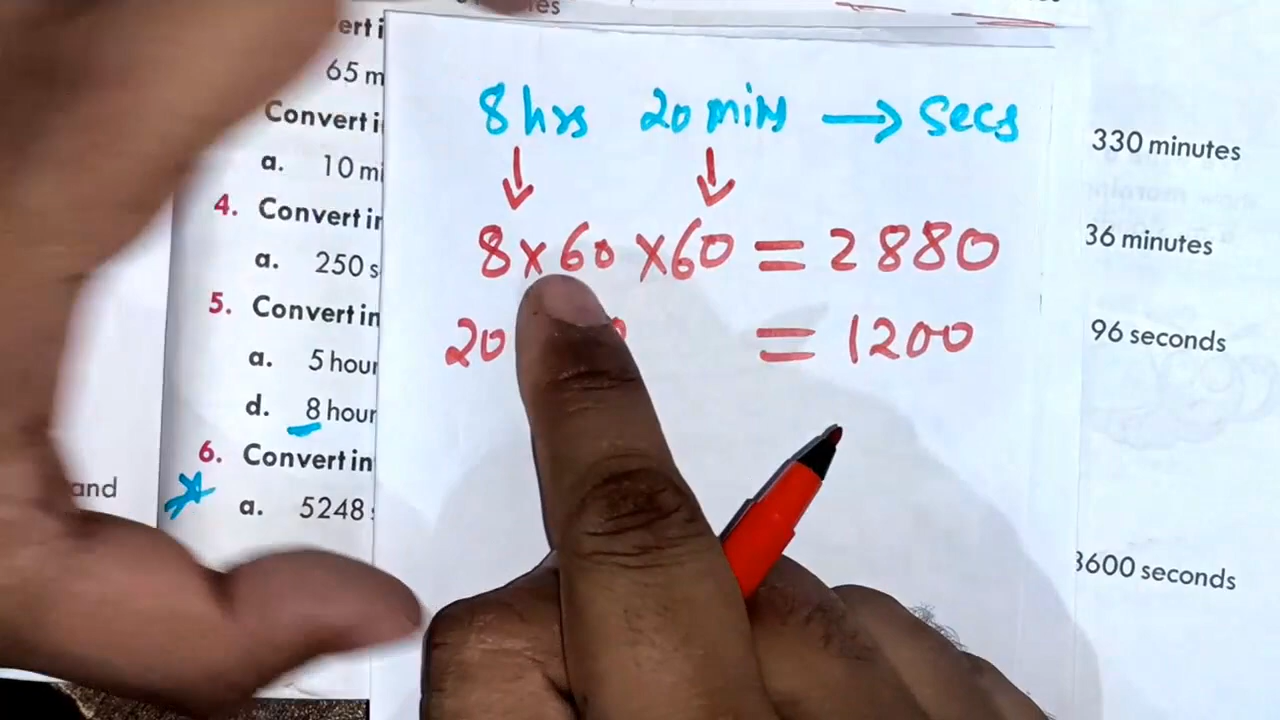 8 hrs 20 mins → secs
↓ ↓
8 x 60 x 60 = 2880
20 = 1200
65 m
Convert i
a. 10 mi
4. Convert in
a. 250 s
5. Convert in
a. 5 hour
d. 8 hour
6. Convert in
a. 5248
and
330 minutes
36 minutes
96 seconds
3600 seconds